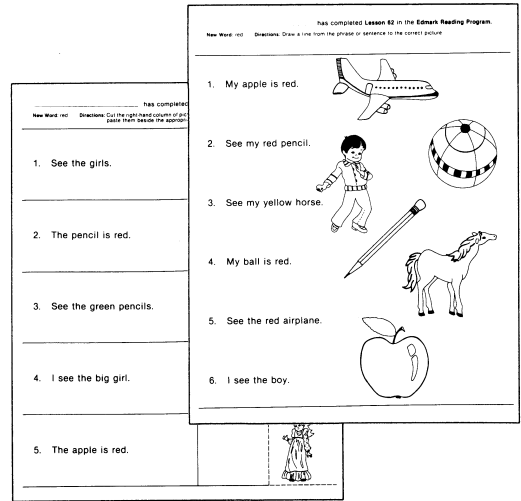 has completed Lesson 62 in the Edmark Reading Program.
New Word: red Directions: Draw a line from the phrase or sentence to the correct picture
1. My apple is red.
2. See my red pencil.
3. See my yellow horse.
4. My ball is red.
5. See the red airplane.
6. I see the boy.
has completed
New Word: red Directions: Cut the right-hand column of
paste them beside the
1. See the girls.
2. The pencil is red.
3. See the green pencils.
4. I see the big girl.
5. The apple is red.